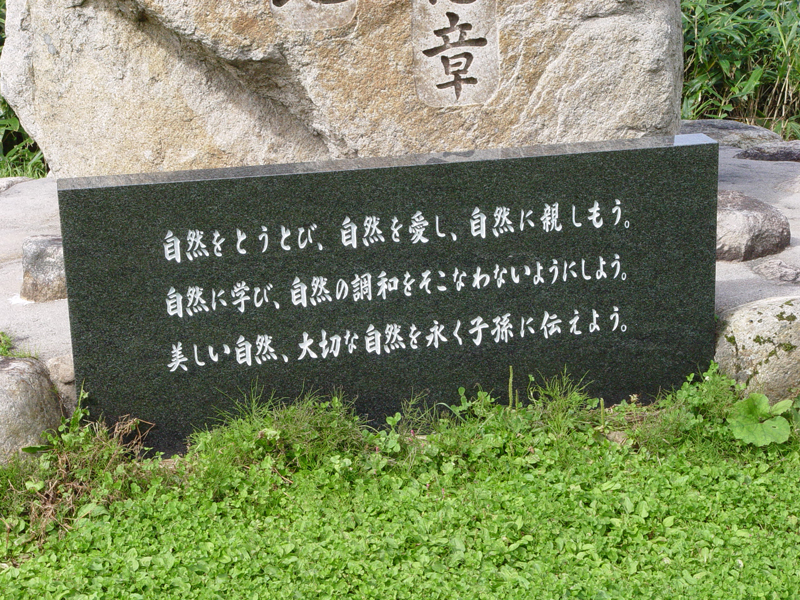 章
自然をとうとび、自然を愛し、自然に親しもう。
自然に学び、自然の調和をそこなわないようにしよう。
美しい自然、大切な自然を永く子孫に伝えよう。